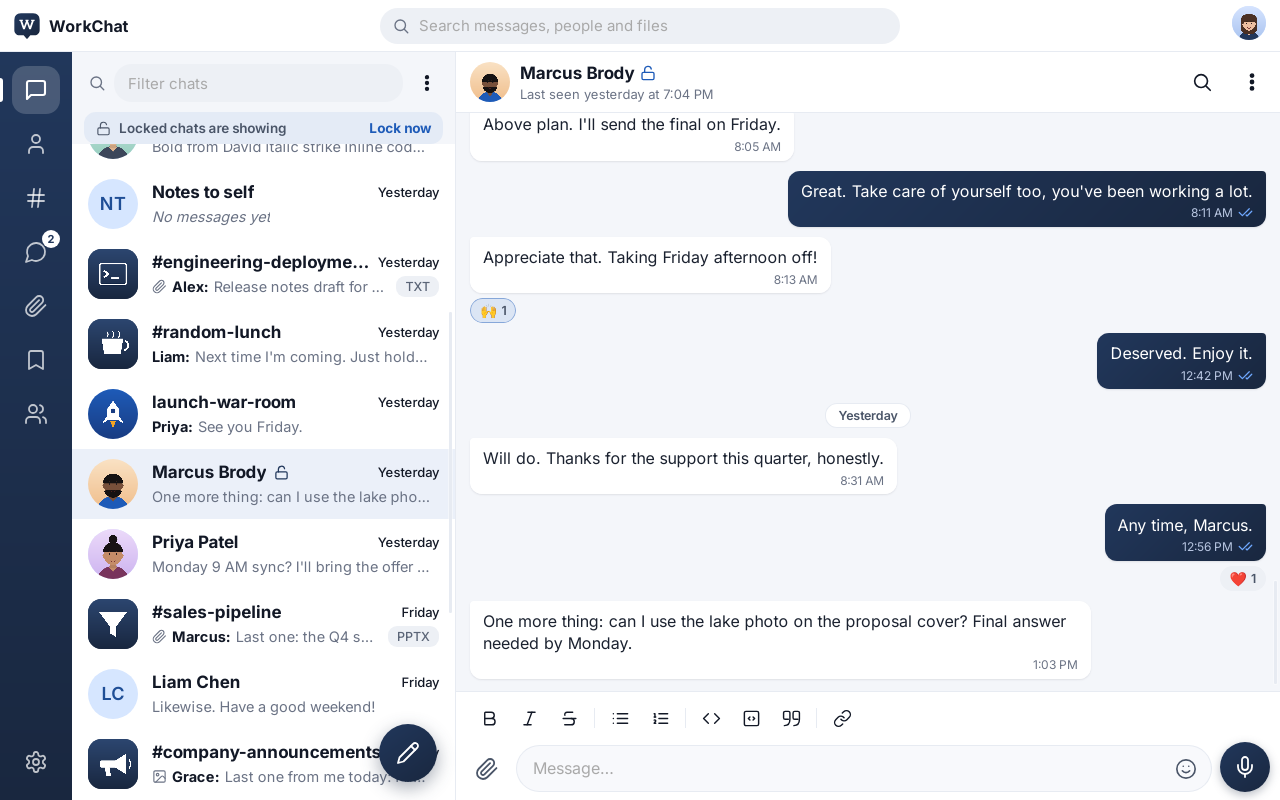 WorkChat
Search messages, people and files
2
Filter chats
Locked chats are showing
Lock now
Bold from David italic strike inline cod...
NT
Notes to self
Yesterday
No messages yet
#engineering-deployme...
Yesterday
Alex: Release notes draft for ...
TXT
#random-lunch
Yesterday
Liam: Next time I'm coming. Just hold...
launch-war-room
Yesterday
Priya: See you Friday.
Marcus Brody
Yesterday
One more thing: can I use the lake pho...
Priya Patel
Yesterday
Monday 9 AM sync? I'll bring the offer ...
#sales-pipeline
Friday
Marcus: Last one: the Q4 s...
PPTX
LC
Liam Chen
Friday
Likewise. Have a good weekend!
#company-announcements
Grace: Last one from me today:
Marcus Brody
Last seen yesterday at 7:04 PM
Above plan. I'll send the final on Friday.
8:05 AM
Great. Take care of yourself too, you've been working a lot.
8:11 AM
Appreciate that. Taking Friday afternoon off!
8:13 AM
🙌 1
Deserved. Enjoy it.
12:42 PM
Yesterday
Will do. Thanks for the support this quarter, honestly.
8:31 AM
Any time, Marcus.
12:56 PM
❤️ 1
One more thing: can I use the lake photo on the proposal cover? Final answer
needed by Monday.
1:03 PM
Message...